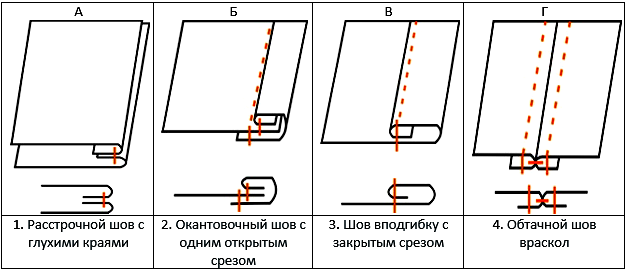 А
Б
В
Г
1. Расстрочной шов с
глухими краями
2. Окантовочный шов с
одним открытым
срезом
3. Шов вподгибку с
закрытым срезом
4. Обтачной шов
враскол